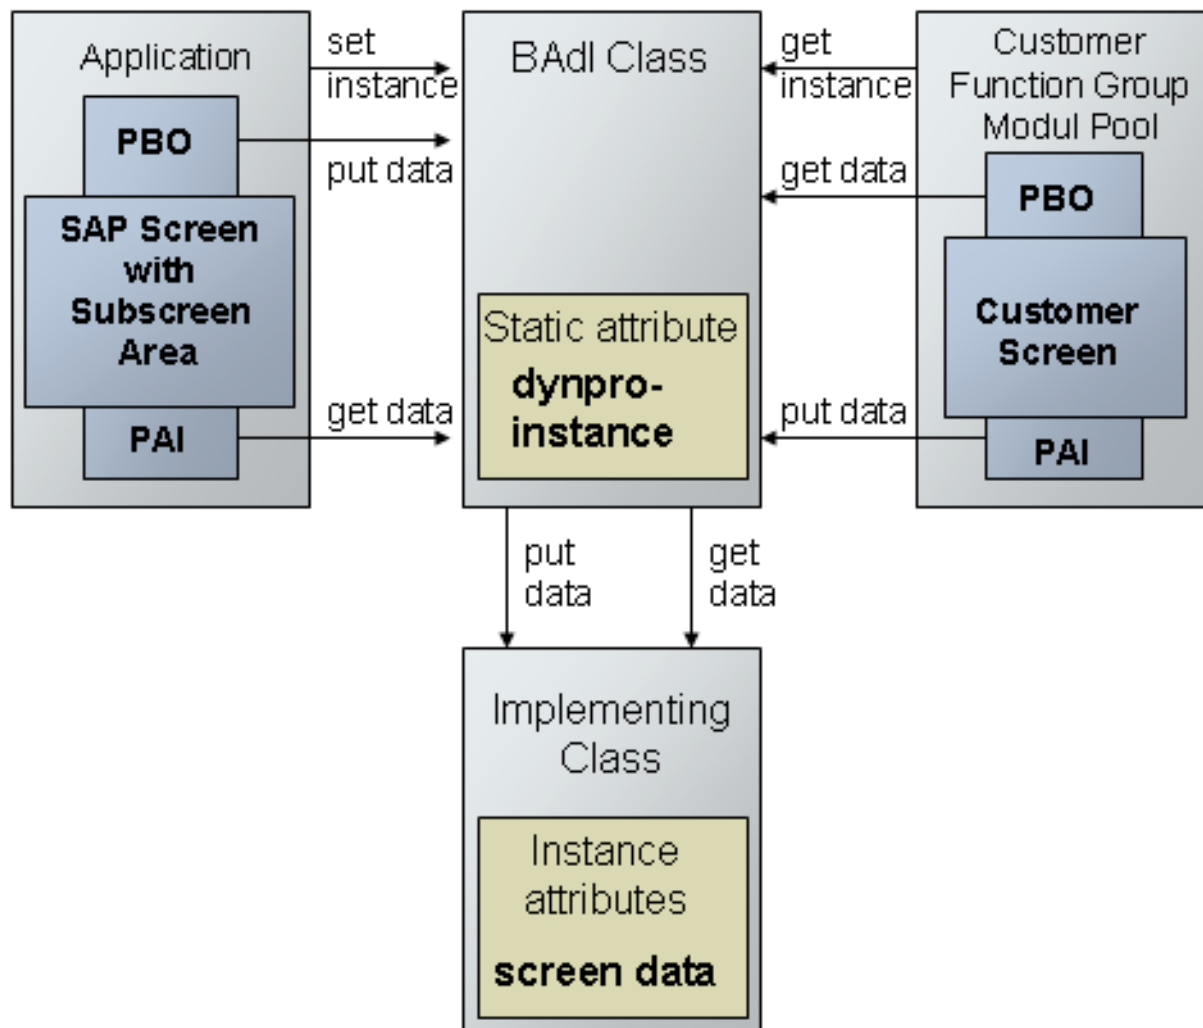 Application
PBO
SAP Screen
with
Subscreen
Area
PAI
set
instance
put data
get data
BAdI Class
Static attribute
dynpro-
instance
get
instance
get data
put data
Customer
Function Group
Modul Pool
PBO
Customer
Screen
PAI
put
data
get
data
Implementing
Class
Instance
attributes
screen data